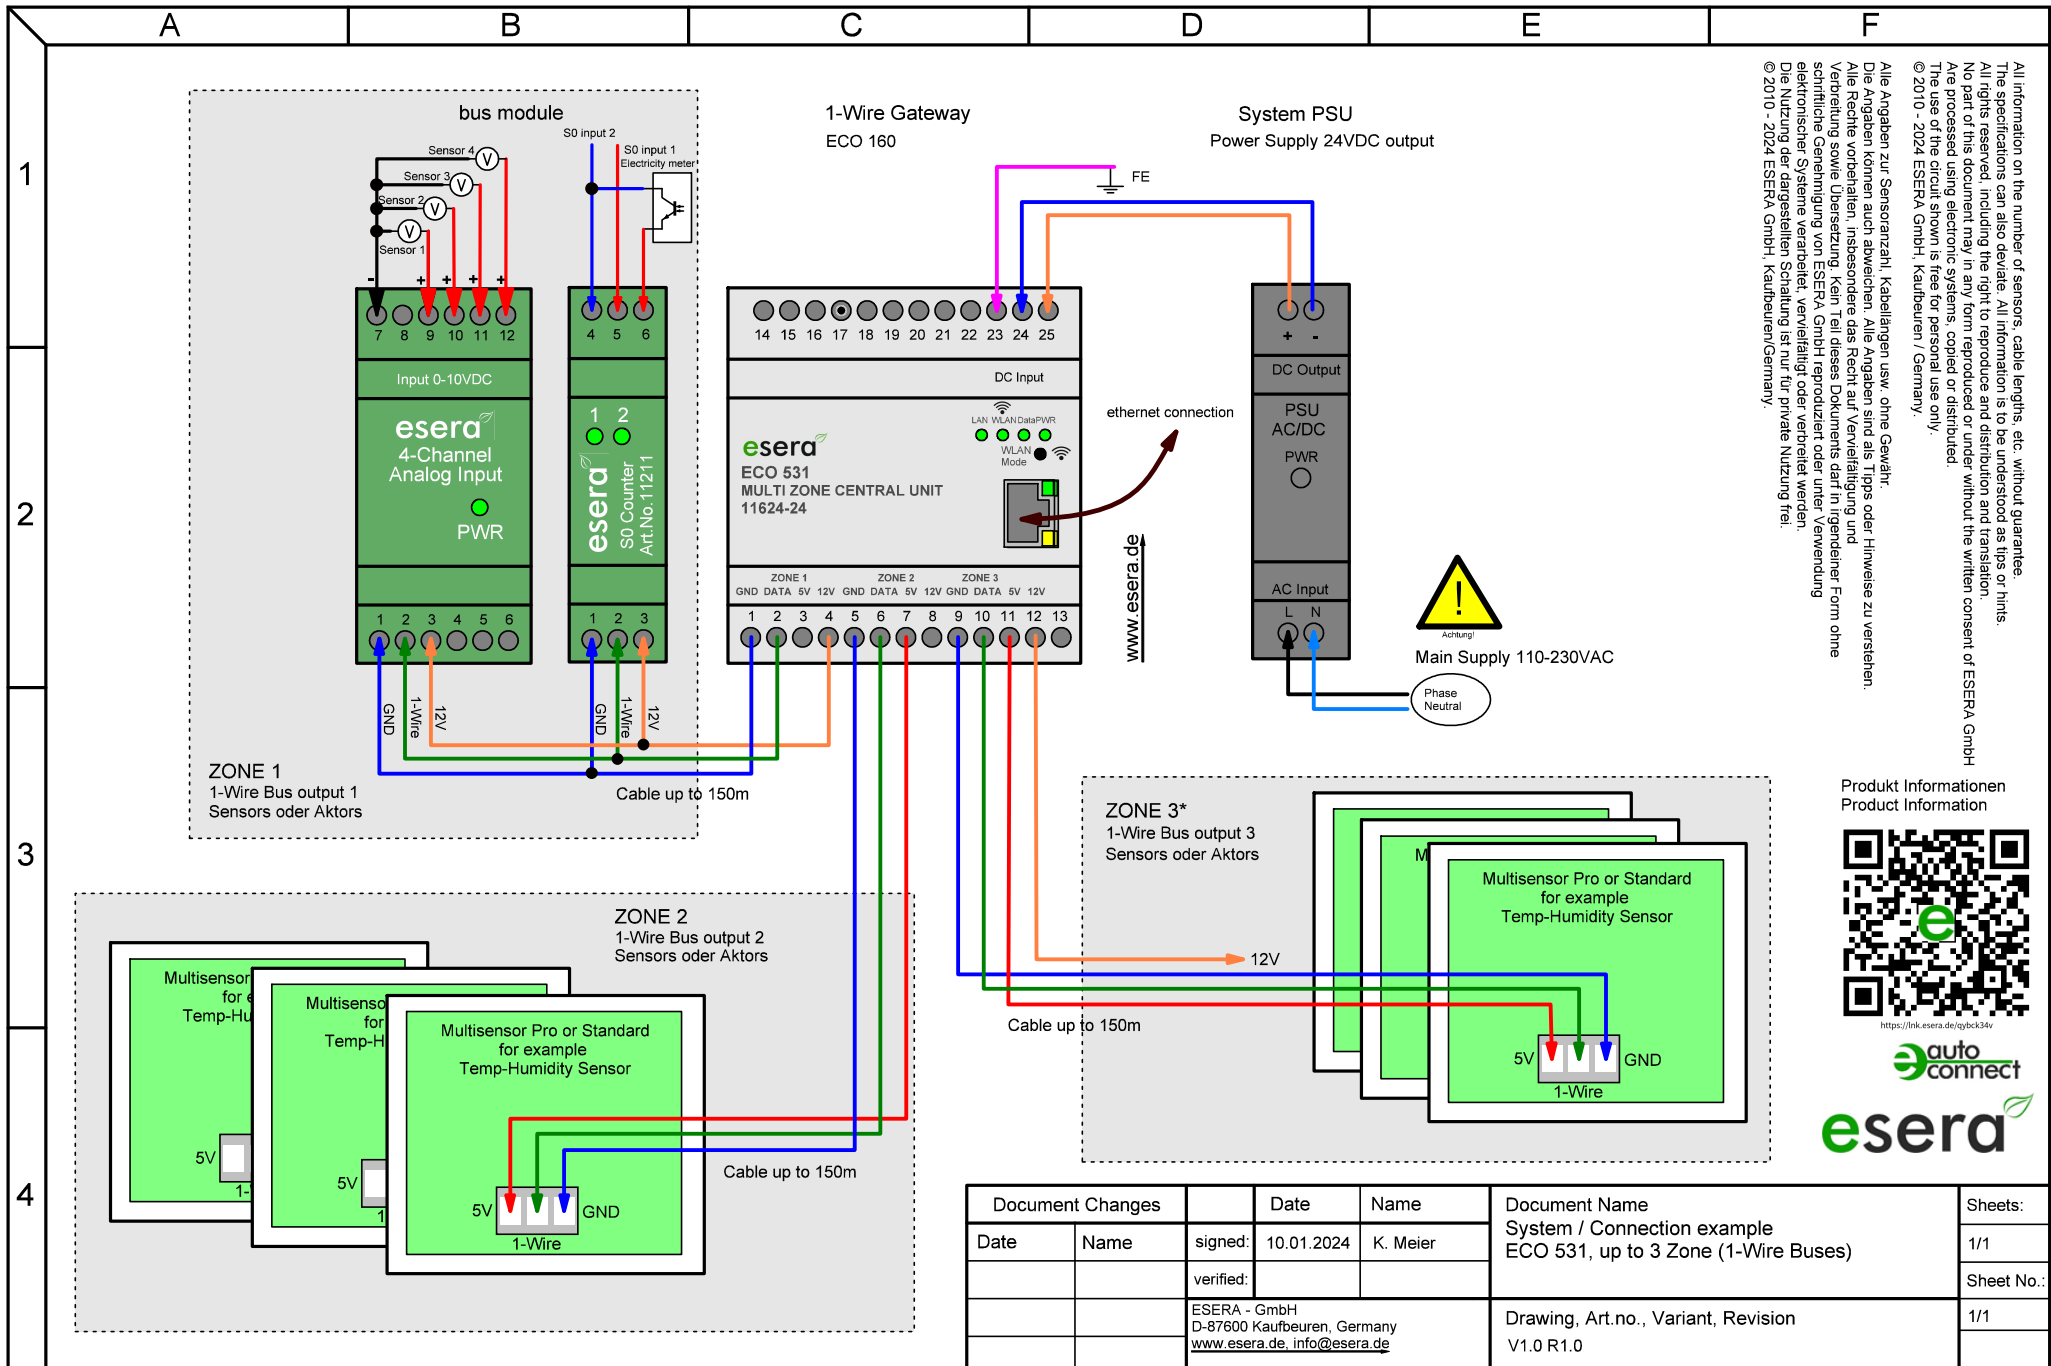 A
B
C
D
E
F
1
2
3
4
bus module
S0 input 2
S0 input 1
Electricity meter
Sensor 4
Sensor 3
Sensor 2
Sensor 1
V
V
V
V
- + + + +
7 8 9 10 11 12
Input 0-10VDC
esera
4-Channel
Analog Input
PWR
1 2 3 4 5 6
4 5 6
1 2
esera
S0 Counter
Art.No.11211
1 2 3
GND
1-Wire
12V
GND
1-Wire
12V
ZONE 1
1-Wire Bus output 1
Sensors oder Aktors
Cable up to 150m
1-Wire Gateway
ECO 160
FE
14 15 16 17 18 19 20 21 22 23 24 25
DC Input
LAN WLAN Data PWR
WLAN
Mode
esera
ECO 531
MULTI ZONE CENTRAL UNIT
11624-24
ZONE 1 ZONE 2 ZONE 3
GND DATA 5V 12V GND DATA 5V 12V GND DATA 5V 12V
1 2 3 4 5 6 7 8 9 10 11 12 13
ethernet connection
www.esera.de
System PSU
Power Supply 24VDC output
+ -
DC Output
PSU
AC/DC
PWR
AC Input
L N
!
Achtung!
Main Supply 110-230VAC
Phase
Neutral
All information on the number of sensors, cable lengths, etc. without guarantee.
The specifications can also deviate. All information is to be understood as tips or hints.
All rights reserved, including the right to reproduce and distribution and translation.
No part of this document may in any form reproduced or under without the written consent of ESERA GmbH
Are processed using electronic systems, copied or distributed.
The use of the circuit shown is free for personal use only.
© 2010 - 2024 ESERA GmbH, Kaufbeuren / Germany.
Alle Angaben zur Sensoranzahl, Kabellängen usw. ohne Gewähr.
Die Angaben können auch abweichen. Alle Angaben sind als Tipps oder Hinweise zu verstehen.
Alle Rechte vorbehalten, insbesondere das Recht auf Vervielfältigung und
Verbreitung sowie Übersetzung. Kein Teil dieses Dokuments darf in irgendeiner Form ohne
schriftliche Genehmigung von ESERA GmbH reproduziert oder unter Verwendung
elektronischer Systeme verarbeitet, vervielfältigt oder verbreitet werden.
Die Nutzung der dargestellten Schaltung ist nur für private Nutzung frei.
© 2010 - 2024 ESERA GmbH, Kaufbeuren/Germany.
ZONE 2
1-Wire Bus output 2
Sensors oder Aktors
Multisensor
for e
Temp-Hu
5V
1-
Multisenso
for
Temp-H
5V
1
Multisensor Pro or Standard
for example
Temp-Humidity Sensor
5V
GND
1-Wire
Cable up to 150m
ZONE 3*
1-Wire Bus output 3
Sensors oder Aktors
12V
Cable up to 150m
M
Multisensor Pro or Standard
for example
Temp-Humidity Sensor
5V
GND
1-Wire
Produkt Informationen
Product Information
e
https://lnk.esera.de/qybck34v
auto
connect
esera
Document Changes
Date Name
Date Name
signed: 10.01.2024 K. Meier
verified:
ESERA - GmbH
D-87600 Kaufbeuren, Germany
www.esera.de, info@esera.de
Document Name
System / Connection example
ECO 531, up to 3 Zone (1-Wire Buses)
Drawing, Art.no., Variant, Revision
V1.0 R1.0
Sheets:
1/1
Sheet No.:
1/1